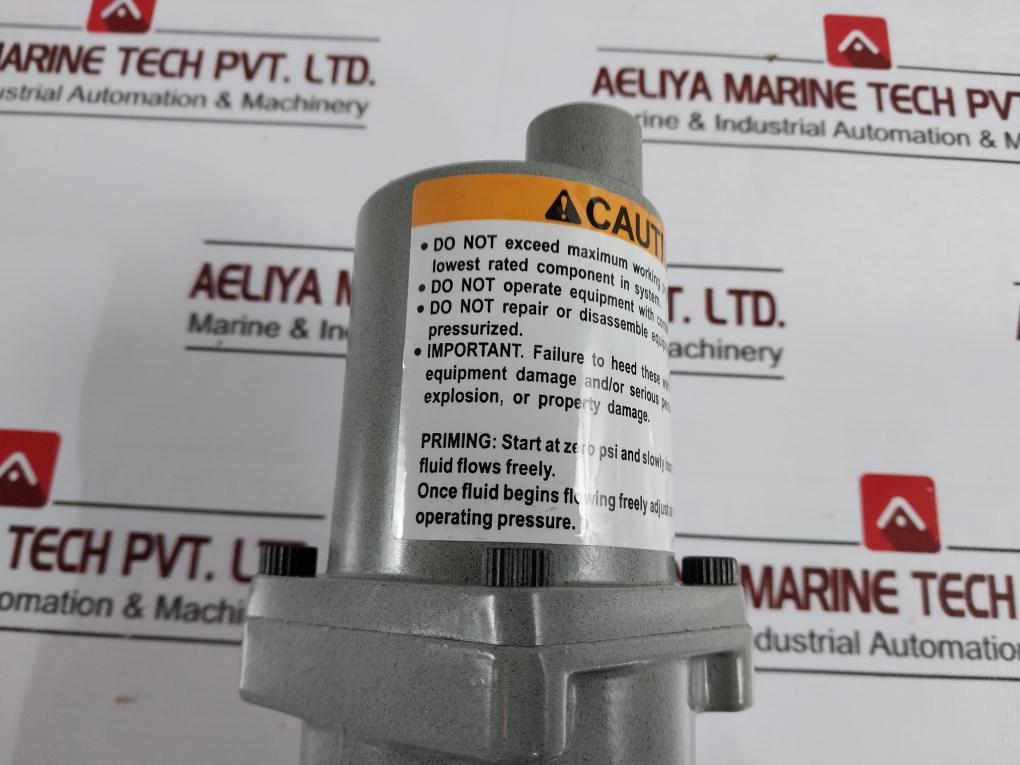 ARINE TECH PVT. LTD.
ustrial Automation & Machinery
AELIYA MARINE TECH PVT
rine & Industrial Automation & M
CAUTI
• DO NOT exceed maximum working
lowest rated component in system.
• DO NOT operate equipment with
• DO NOT repair or disassemble
pressurized.
• IMPORTANT. Failure to heed these
equipment damage and/or serious
explosion, or property damage.
PRIMING: Start at zero psi and slowly
fluid flows freely.
Once fluid begins flowing freely adjust
operating pressure.
AELIYA M
T. LTD.
Marine & In
achinery
TECH PVT. L
D.
omation & Machi
MARINE TECH
dustrial Automation